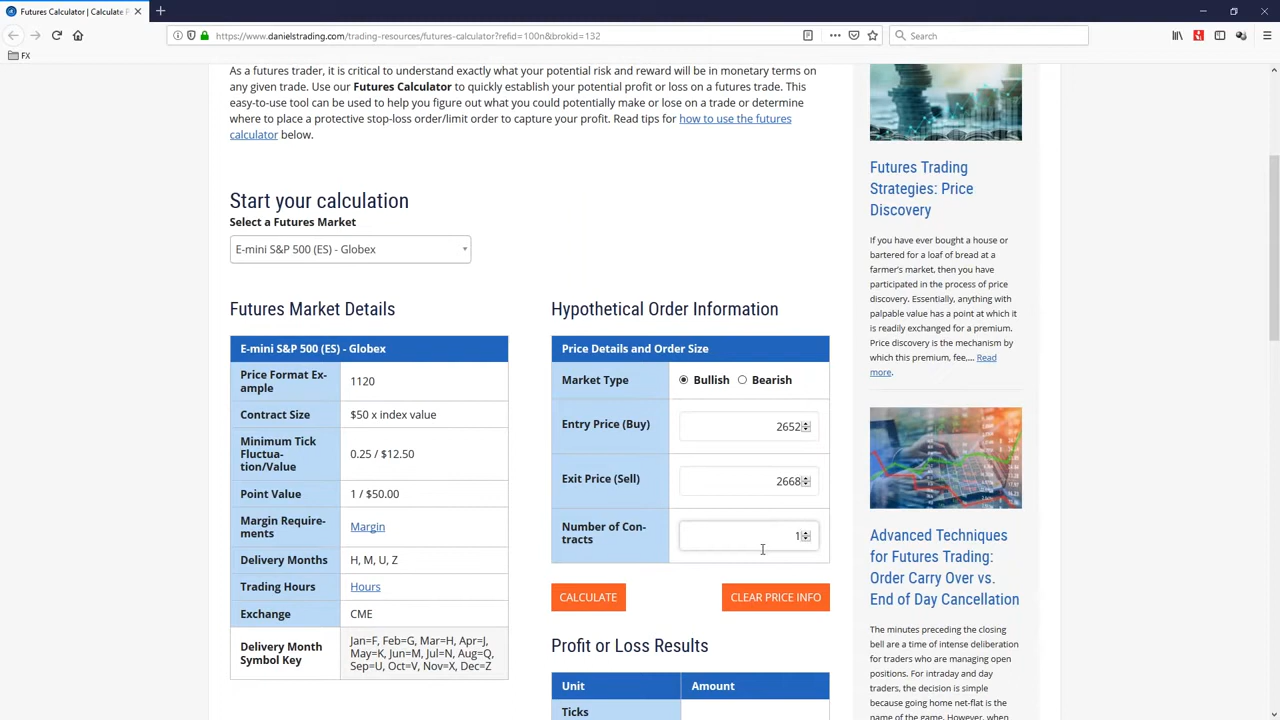 Futures Calculator | Calculate P
https://www.danielstrading.com/trading-resources/futures-calculator?refid=100n&brokid=132
Search
FX
As a futures trader, it is critical to understand exactly what your potential risk and reward will be in monetary terms on
any given trade. Use our Futures Calculator to quickly establish your potential profit or loss on a futures trade. This
easy-to-use tool can be used to help you figure out what you could potentially make or lose on a trade or determine
where to place a protective stop-loss order/limit order to capture your profit. Read tips for how to use the futures
calculator below.
Start your calculation
Select a Futures Market
E-mini S&P 500 (ES) - Globex
Futures Market Details
E-mini S&P 500 (ES) - Globex
Price Format Ex-
ample
1120
Contract Size
$50 x index value
Minimum Tick
Fluctua-
tion/Value
0.25 / $12.50
Point Value
1 / $50.00
Margin Require-
ments
Margin
Delivery Months
H, M, U, Z
Trading Hours
Hours
Exchange
CME
Delivery Month
Symbol Key
Jan=F, Feb=G, Mar=H, Apr=J,
May=K, Jun=M, Jul=N, Aug=Q,
Sep=U, Oct=V, Nov=X, Dec=Z
Hypothetical Order Information
Price Details and Order Size
Market Type
Bullish
Bearish
Entry Price (Buy)
2652
Exit Price (Sell)
2668
Number of Con-
tracts
1
CALCULATE
CLEAR PRICE INFO
Profit or Loss Results
Unit
Amount
Ticks
Futures Trading
Strategies: Price
Discovery
If you have ever bought a house or
bartered for a loaf of bread at a
farmer's market, then you have
participated in the process of price
discovery. Essentially, anything with
palpable value has a point at which it
is readily exchanged for a premium.
Price discovery is the mechanism by
which this premium, fee,... Read
more.
Advanced Techniques
for Futures Trading:
Order Carry Over vs.
End of Day Cancellation
The minutes preceding the closing
bell are a time of intense deliberation
for traders who are managing open
positions. For intraday and day
traders, the decision is simple
because going home net-flat is the
name of the game. However, when